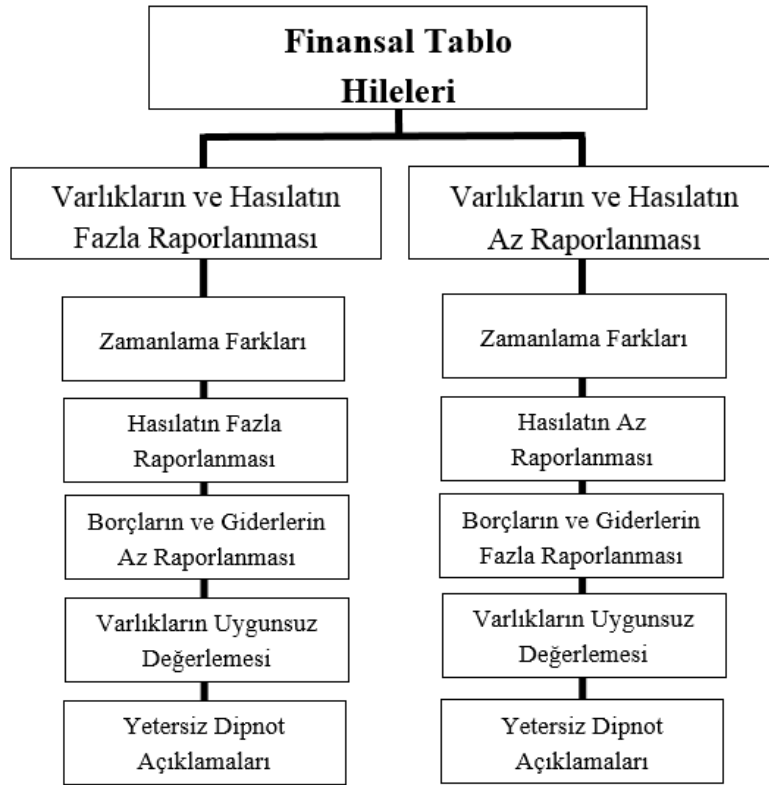 Finansal Tablo
Hileleri
Varlıkların ve Hasılatın
Fazla Raporlanması
Zamanlama Farkları
Hasılatın Fazla
Raporlanması
Borçların ve Giderlerin
Az Raporlanması
Varlıkların Uygunsuz
Değerlemesi
Yetersiz Dipnot
Açıklamaları
Varlıkların ve Hasılatın
Az Raporlanması
Zamanlama Farkları
Hasılatın Az
Raporlanması
Borçların ve Giderlerin
Fazla Raporlanması
Varlıkların Uygunsuz
Değerlemesi
Yetersiz Dipnot
Açıklamaları